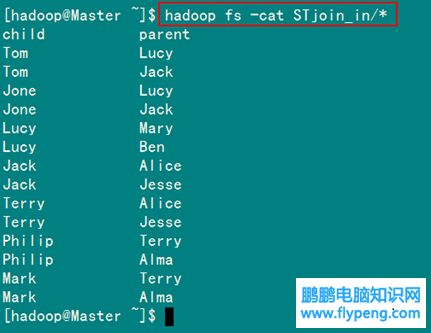 [hadoop@Master ~]$ hadoop fs -cat STjoin_in/*
child parent
Tom Lucy
Tom Jack
Jone Lucy
Jone Jack
Lucy Mary
Lucy Ben
Jack Alice
Jack Jesse
Terry Alice
Terry Jesse
Philip Terry
Philip Alma
Mark Terry
Mark Alma
[hadoop@Master ~]$
鹏鹏电脑知识网
www.flypeng.com